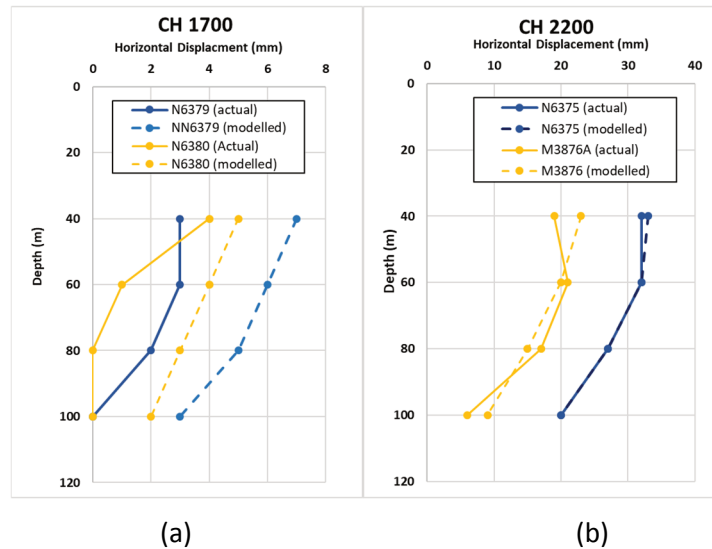 CH 1700
Horizontal Displacment (mm)
0 2 4 6 8
0
20
40
60
80
100
120
Depth (m)
N6379 (actual)
NN6379 (modelled)
N6380 (Actual)
N6380 (modelled)
(a)
CH 2200
Horizontal Displacement (mm)
0 10 20 30 40
0
20
40
60
80
100
120
Depth (m)
N6375 (actual)
N6375 (modelled)
M3876A (actual)
M3876 (modelled)
(b)